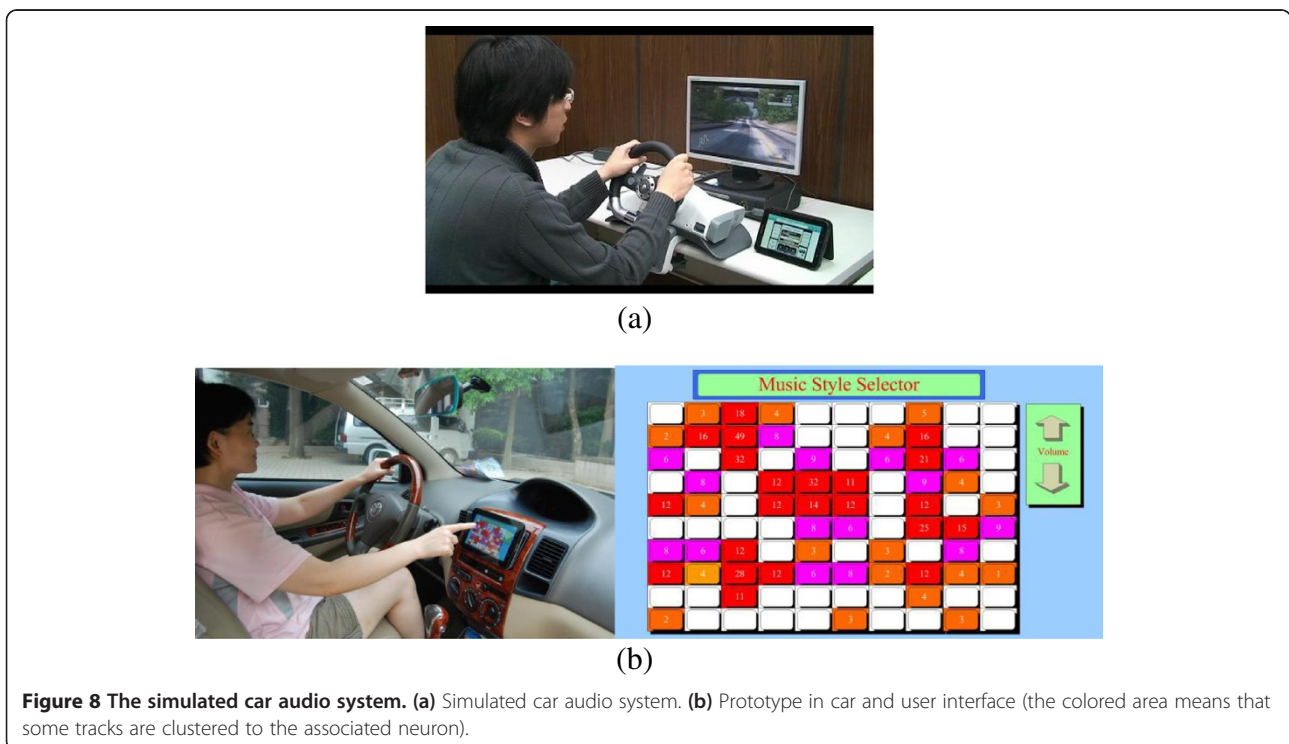 (a)
Music Style Selector
3 18 4 5
2 16 49 8 4 16
6 32 9 6 21 6
8 12 32 11 9 4
12 4 12 14 12 12 3
8 6 25 15 9
8 6 12 3 3 8
12 4 28 12 6 8 2 12 4 1
11 4
2 3 3
Volume
(b)
Figure 8 The simulated car audio system. (a) Simulated car audio system. (b) Prototype in car and user interface (the colored area means that
some tracks are clustered to the associated neuron).